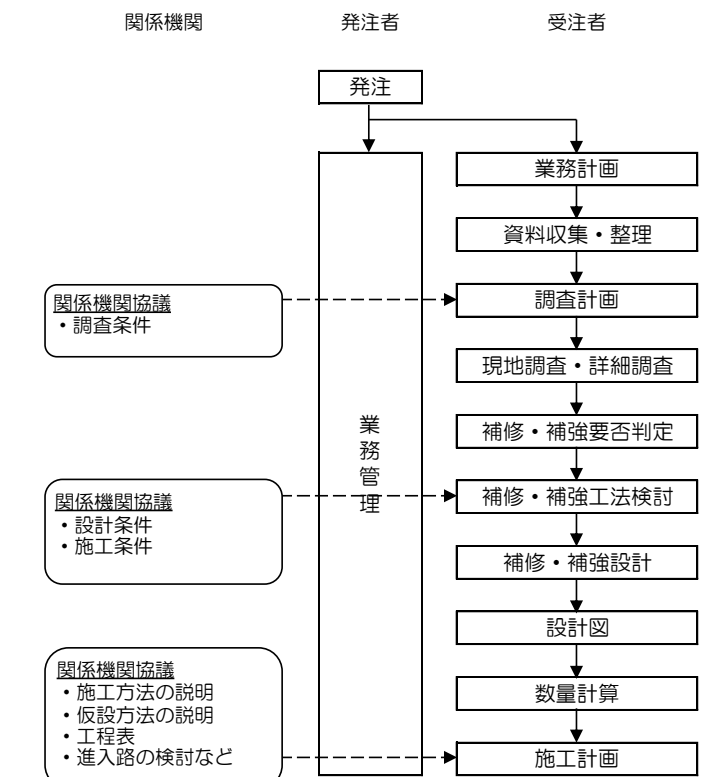 関係機関 発注者 受注者
発注
業務計画
資料収集・整理
関係機関協議
・調査条件
調査計画
現地調査・詳細調査
業務管理
補修・補強要否判定
関係機関協議
・設計条件
・施工条件
補修・補強工法検討
補修・補強設計
設計図
関係機関協議
・施工方法の説明
・仮設方法の説明
・工程表
・進入路の検討など
数量計算
施工計画